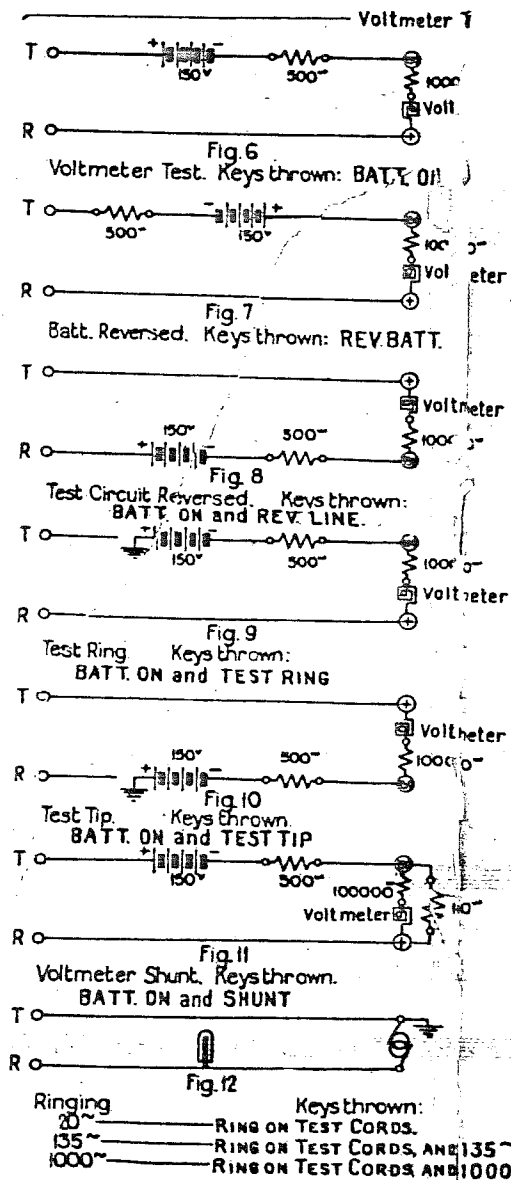 Voltmeter T
T + - 150v 500~ 1000
Volt
R
Fig. 6
Voltmeter Test. Keys thrown: BATT. ON
T 500~ - + 150v
Voltmeter
R
Fig. 7
Batt. Reversed. Keys thrown: REV. BATT.
T
Voltmeter
150v 500~
R + -
Fig. 8
Test Circuit Reversed. Keys thrown:
BATT. ON and REV. LINE.
T + - 150v 500~
Voltmeter
R
Fig. 9
Test Ring. Keys thrown:
BATT. ON and TEST RING
T
Voltmeter
150v 500~
R + -
Fig. 10
Test Tip. Keys thrown.
BATT. ON and TEST TIP
T + - 150v 500~ 100000~
Voltmeter
R
Fig. 11
Voltmeter Shunt. Keys thrown.
BATT. ON and SHUNT
T
R
Fig. 12
Ringing Keys thrown:
20~ RING ON TEST CORDS.
135~ RING ON TEST CORDS, AND 135~
1000~ RING ON TEST CORDS, AND 1000